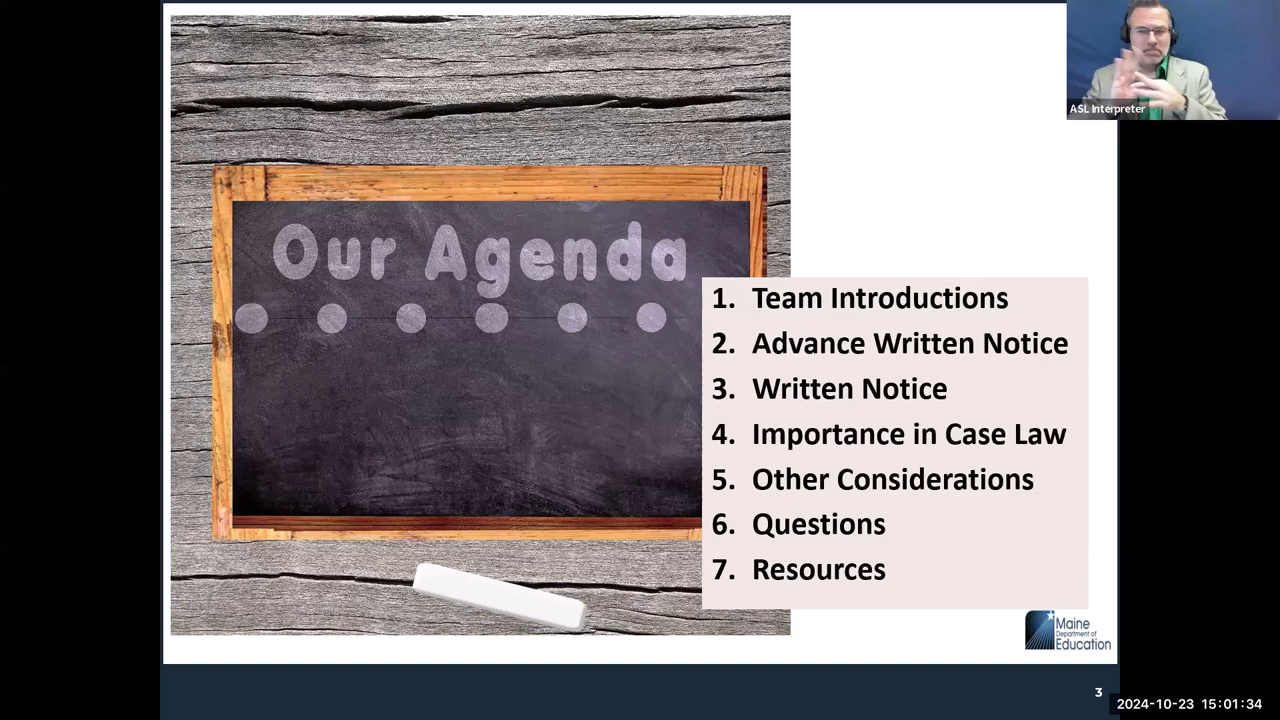 ASL Interpreter
Our Agenda
1. Team Introductions
2. Advance Written Notice
3. Written Notice
4. Importance in Case Law
5. Other Considerations
6. Questions
7. Resources
Maine
Department of
Education
3
2024-10-23 15:01:34